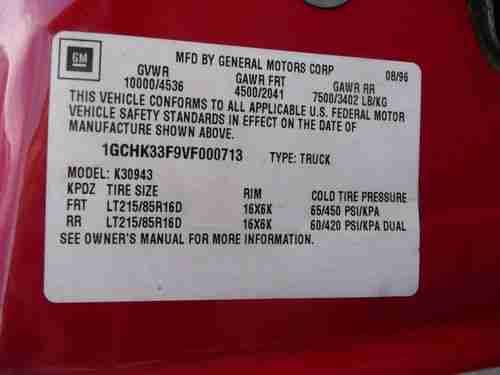 GM
MFD BY GENERAL MOTORS CORP 08/96
GVWR GAWR FRT GAWR RR
10000/4536 4500/2041 7500/3402 LB/KG
THIS VEHICLE CONFORMS TO ALL APPLICABLE U.S. FEDERAL MOTOR
VEHICLE SAFETY STANDARDS IN EFFECT ON THE DATE OF
MANUFACTURE SHOWN ABOVE.
1GCHK33F9VF000713 TYPE: TRUCK
MODEL: K30943
KPDZ TIRE SIZE RIM COLD TIRE PRESSURE
FRT LT215/85R16D 16X6K 65/450 PSI/KPA
RR LT215/85R16D 16X6K 60/420 PSI/KPA DUAL
SEE OWNER'S MANUAL FOR MORE INFORMATION.